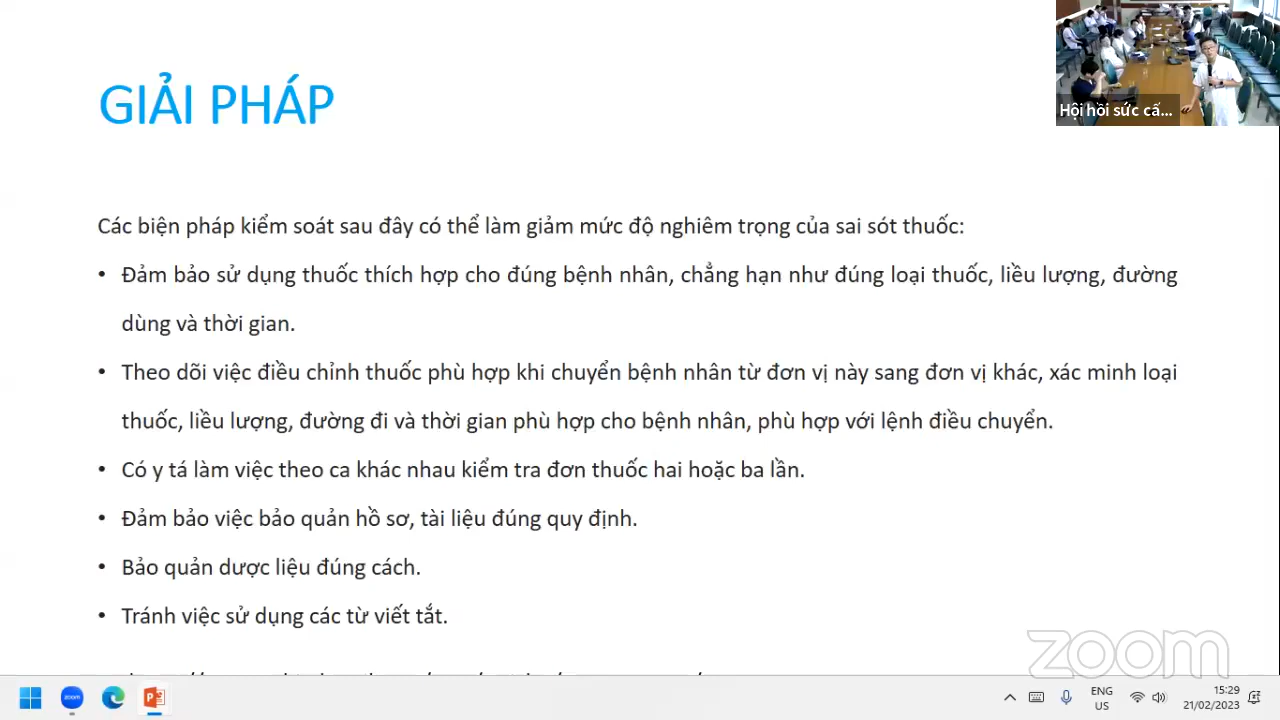 Hội hồi sức cấ...
GIẢI PHÁP
Các biện pháp kiểm soát sau đây có thể làm giảm mức độ nghiêm trọng của sai sót thuốc:
• Đảm bảo sử dụng thuốc thích hợp cho đúng bệnh nhân, chẳng hạn như đúng loại thuốc, liều lượng, đường
dùng và thời gian.
• Theo dõi việc điều chỉnh thuốc phù hợp khi chuyển bệnh nhân từ đơn vị này sang đơn vị khác, xác minh loại
thuốc, liều lượng, đường đi và thời gian phù hợp cho bệnh nhân, phù hợp với lệnh điều chuyển.
• Có y tá làm việc theo ca khác nhau kiểm tra đơn thuốc hai hoặc ba lần.
• Đảm bảo việc bảo quản hồ sơ, tài liệu đúng quy định.
• Bảo quản dược liệu đúng cách.
• Tránh việc sử dụng các từ viết tắt.
zoom
zoom
ENG
US
15:29
21/02/2023